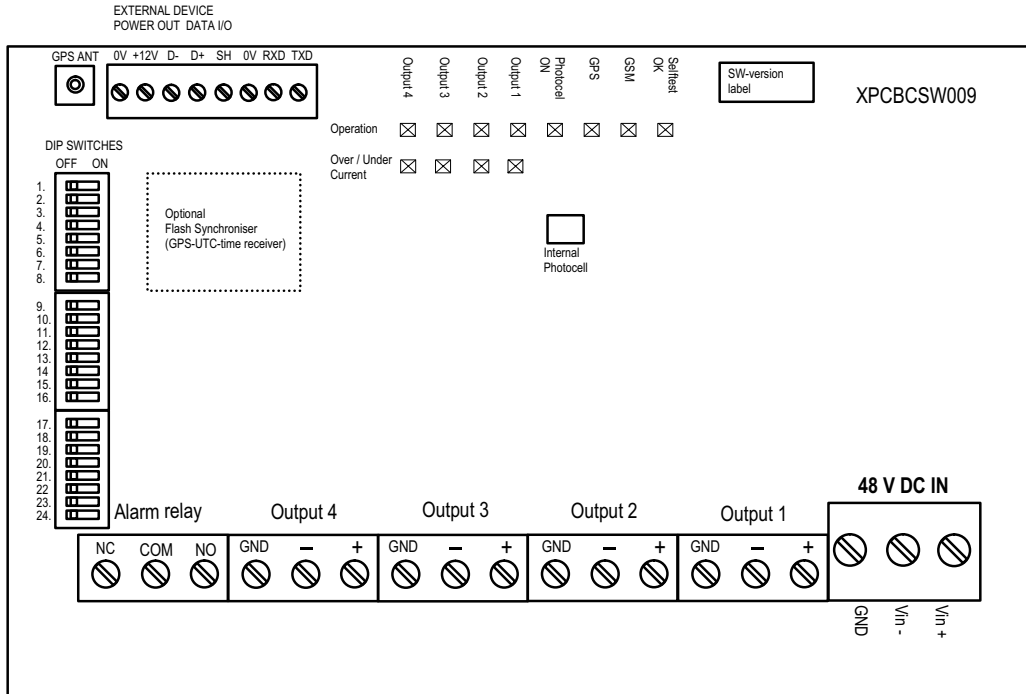 EXTERNAL DEVICE
POWER OUT DATA I/O
GPS ANT 0V +12V D- D+ SH 0V RXD TXD
Output 4
Output 3
Output 2
Output 1
Photocel
ON
GPS
GSM
Selftest
OK
SW-version
label
XPCBCSW009
Operation
Over / Under
Current
DIP SWITCHES
OFF ON
1.
2.
3.
4.
5.
6.
7.
8.
Optional
Flash Synchroniser
(GPS-UTC-time receiver)
Internal
Photocell
9.
10.
11.
12.
13.
14
15.
16.
17.
18.
19.
20.
21.
22
23.
24.
48 V DC IN
Alarm relay Output 4 Output 3 Output 2 Output 1
NC COM NO GND – + GND – + GND – + GND – +
GND
Vin -
Vin +